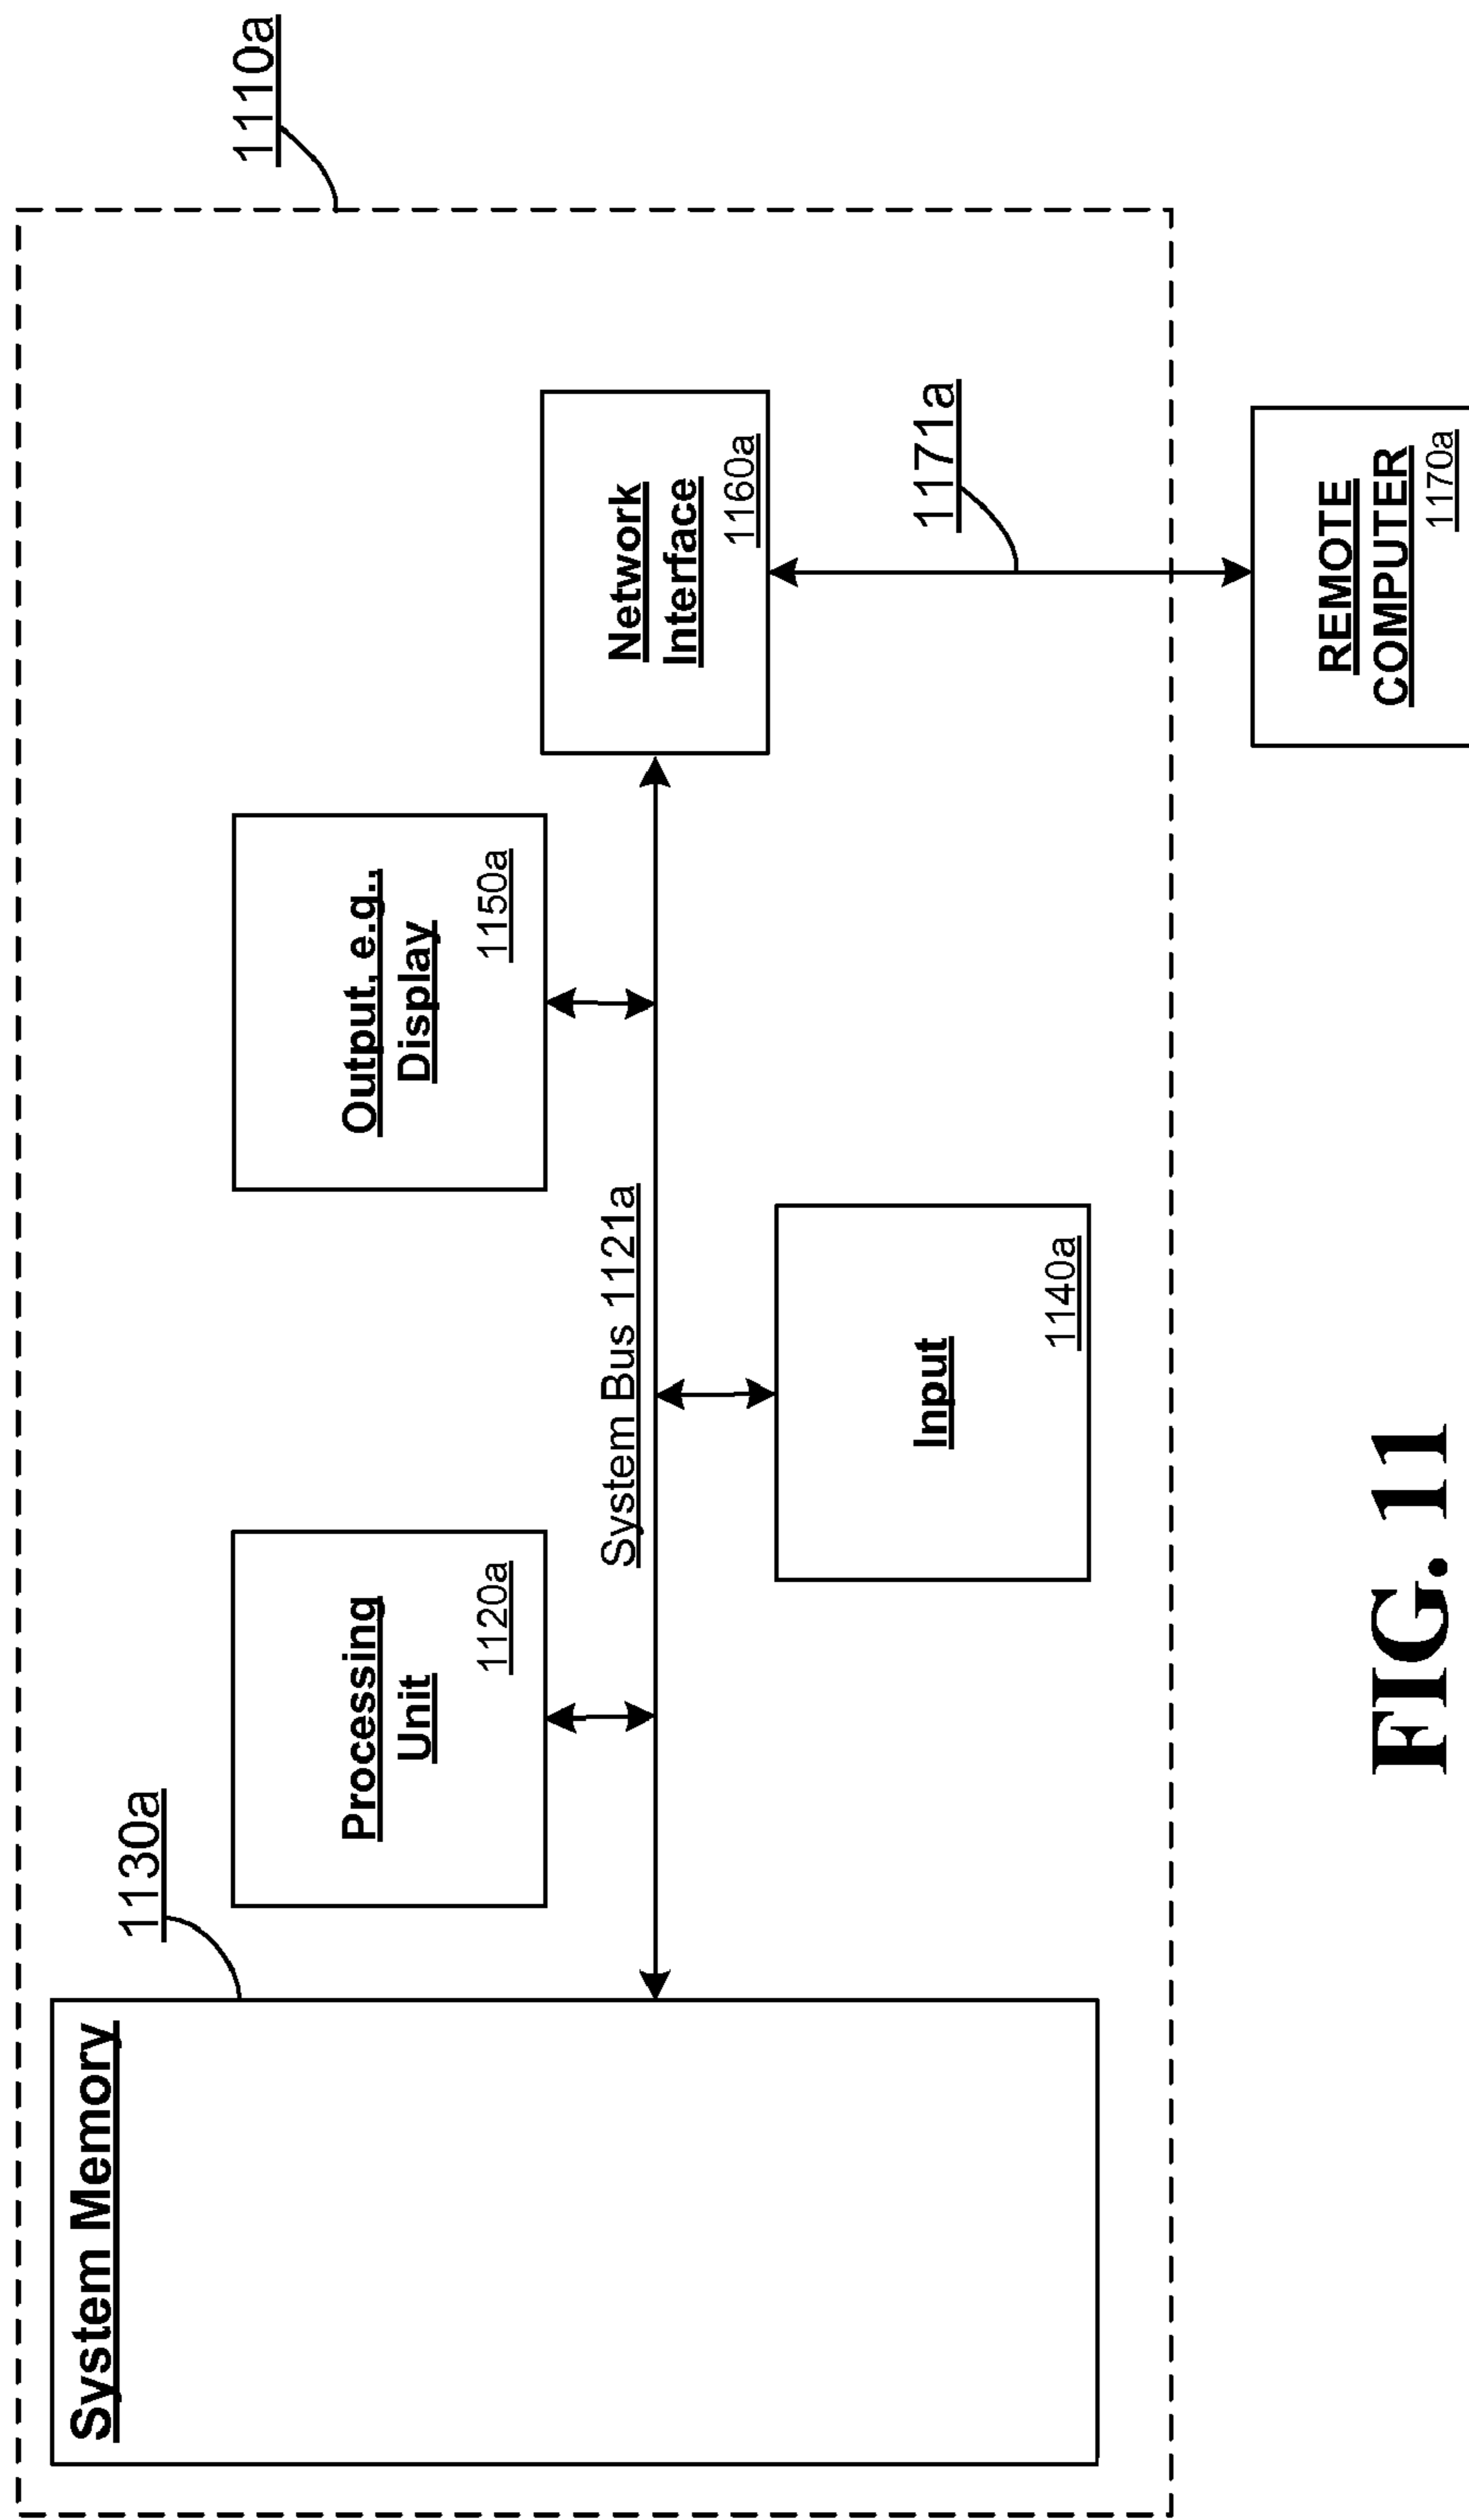 1110a
System Memory
1130a
Processing
Unit
1120a
Output, e.g.,
Display
1150a
System Bus 1121a
Network
Interface
1160a
Input
1140a
1171a
REMOTE
COMPUTER
1170a
FIG. 11